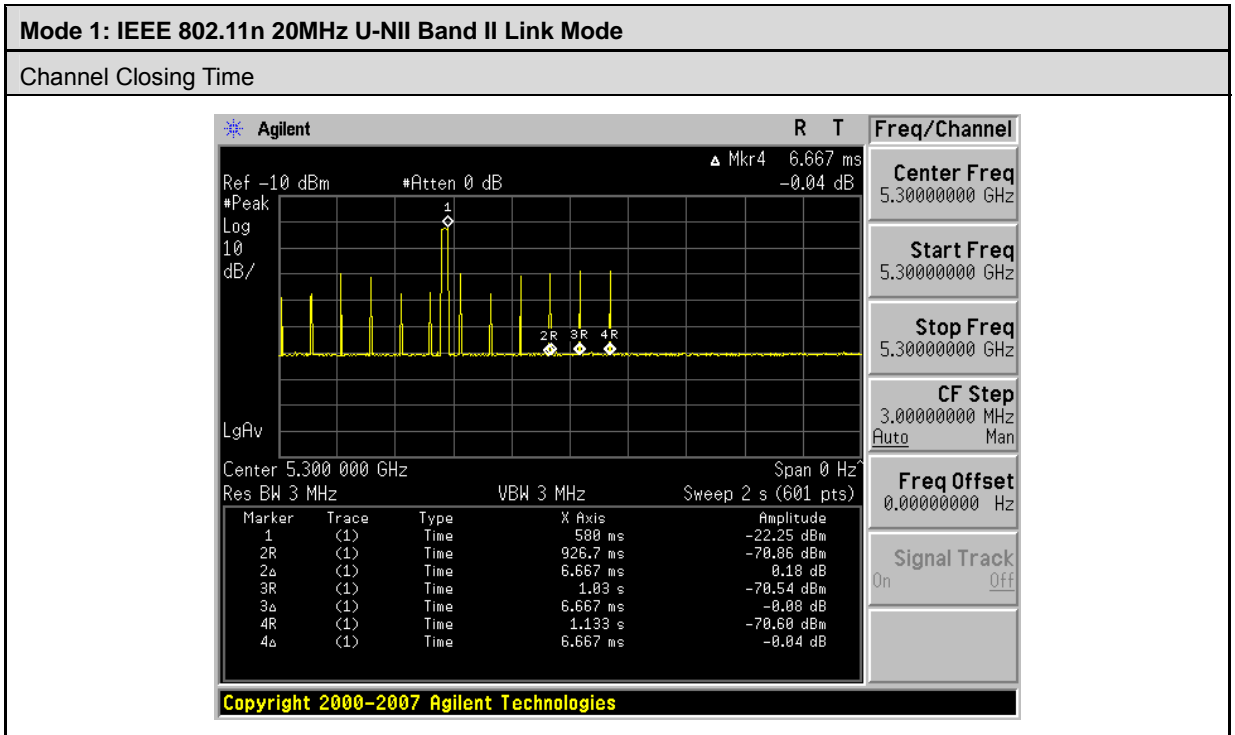 Mode 1: IEEE 802.11n 20MHz U-NII Band II Link Mode
Channel Closing Time
Agilent R T Freq/Channel
Δ Mkr4 6.667 ms
Ref -10 dBm #Atten 0 dB -0.04 dB
#Peak
Log
10
dB/
1
2R 3R 4R
LgAv
Center 5.300 000 GHz Span 0 Hz^
Res BW 3 MHz VBW 3 MHz Sweep 2 s (601 pts)
Marker Trace Type X Axis Amplitude
1 (1) Time 580 ms -22.25 dBm
2R (1) Time 926.7 ms -70.86 dBm
2Δ (1) Time 6.667 ms 0.18 dB
3R (1) Time 1.03 s -70.54 dBm
3Δ (1) Time 6.667 ms -0.08 dB
4R (1) Time 1.133 s -70.60 dBm
4Δ (1) Time 6.667 ms -0.04 dB
Center Freq
5.30000000 GHz
Start Freq
5.30000000 GHz
Stop Freq
5.30000000 GHz
CF Step
3.00000000 MHz
Auto Man
Freq Offset
0.00000000 Hz
Signal Track
On Off
Copyright 2000-2007 Agilent Technologies